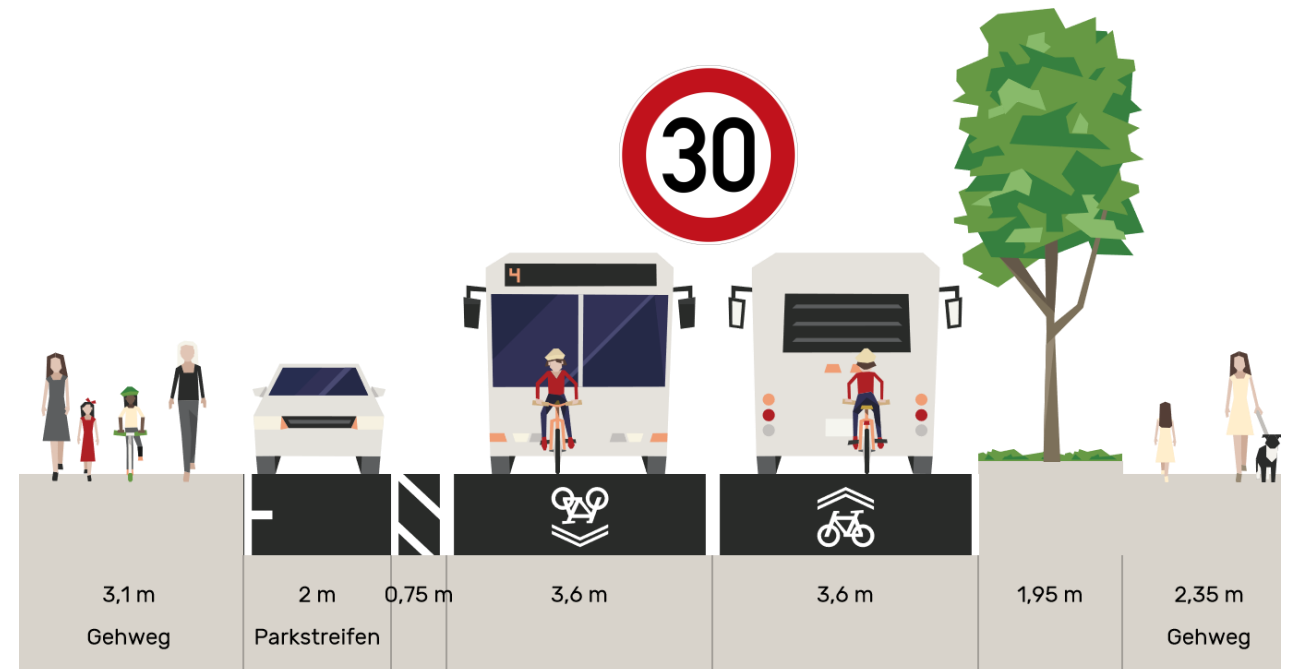 30
4
3,1 m
2 m
0,75 m
3,6 m
3,6 m
1,95 m
2,35 m
Gehweg
Parkstreifen
Gehweg